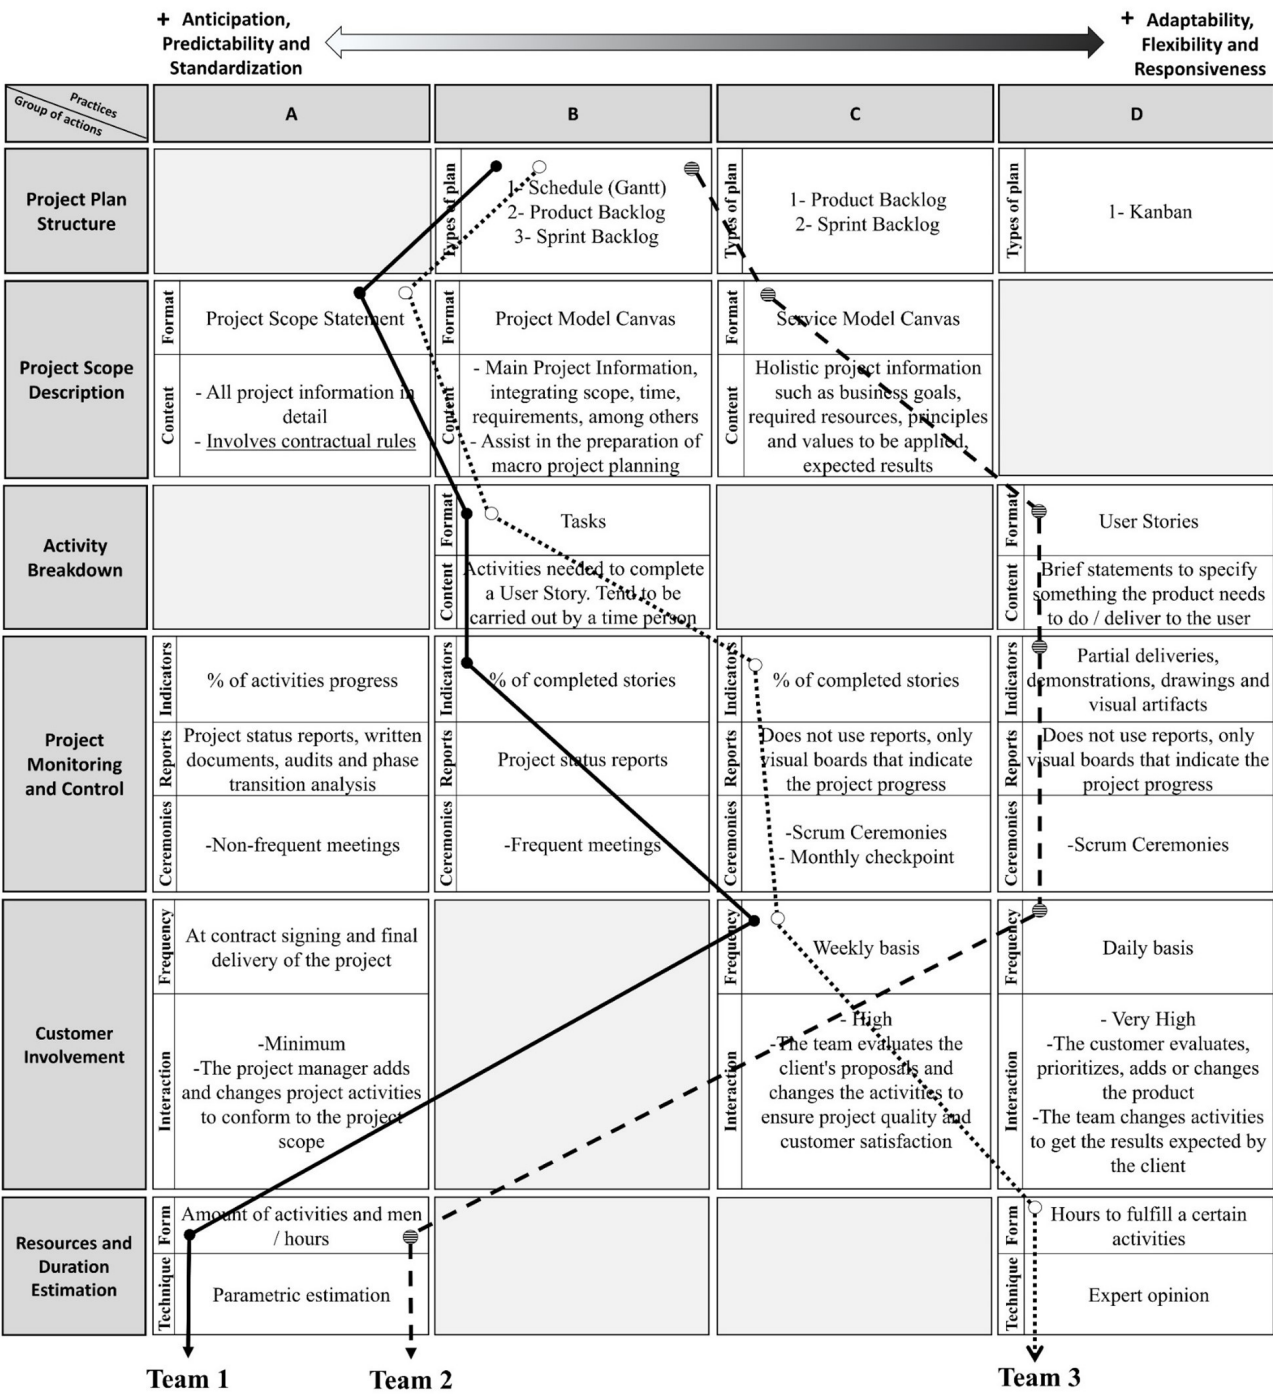 + Anticipation,
Predictability and
Standardization
+ Adaptability,
Flexibility and
Responsiveness
Practices
Group of actions
A
B
C
D
Project Plan
Structure
Types of plan
1- Schedule (Gantt)
2- Product Backlog
3- Sprint Backlog
Types of plan
1- Product Backlog
2- Sprint Backlog
Types of plan
1- Kanban
Project Scope
Description
Format
Project Scope Statement
Content
- All project information in
detail
- Involves contractual rules
Format
Project Model Canvas
Content
- Main Project Information,
integrating scope, time,
requirements, among others
- Assist in the preparation of
macro project planning
Format
Service Model Canvas
Content
Holistic project information
such as business goals,
required resources, principles
and values to be applied,
expected results
Activity
Breakdown
Format
Tasks
Content
Activities needed to complete
a User Story. Tend to be
carried out by a time person
Format
User Stories
Content
Brief statements to specify
something the product needs
to do / deliver to the user
Project
Monitoring
and Control
Indicators
% of activities progress
Reports
Project status reports, written
documents, audits and phase
transition analysis
Ceremonies
-Non-frequent meetings
Indicators
% of completed stories
Reports
Project status reports
Ceremonies
-Frequent meetings
Indicators
% of completed stories
Reports
Does not use reports, only
visual boards that indicate
the project progress
Ceremonies
-Scrum Ceremonies
- Monthly checkpoint
Indicators
Partial deliveries,
demonstrations, drawings and
visual artifacts
Reports
Does not use reports, only
visual boards that indicate the
project progress
Ceremonies
-Scrum Ceremonies
Customer
Involvement
Frequency
At contract signing and final
delivery of the project
Interaction
-Minimum
-The project manager adds
and changes project activities
to conform to the project
scope
Frequency
Weekly basis
Interaction
- High
-The team evaluates the
client's proposals and
changes the activities to
ensure project quality and
customer satisfaction
Frequency
Daily basis
Interaction
- Very High
-The customer evaluates,
prioritizes, adds or changes
the product
-The team changes activities
to get the results expected by
the client
Resources and
Duration
Estimation
Form
Amount of activities and men
/ hours
Technique
Parametric estimation
Form
Hours to fulfill a certain
activities
Technique
Expert opinion
Team 1
Team 2
Team 3